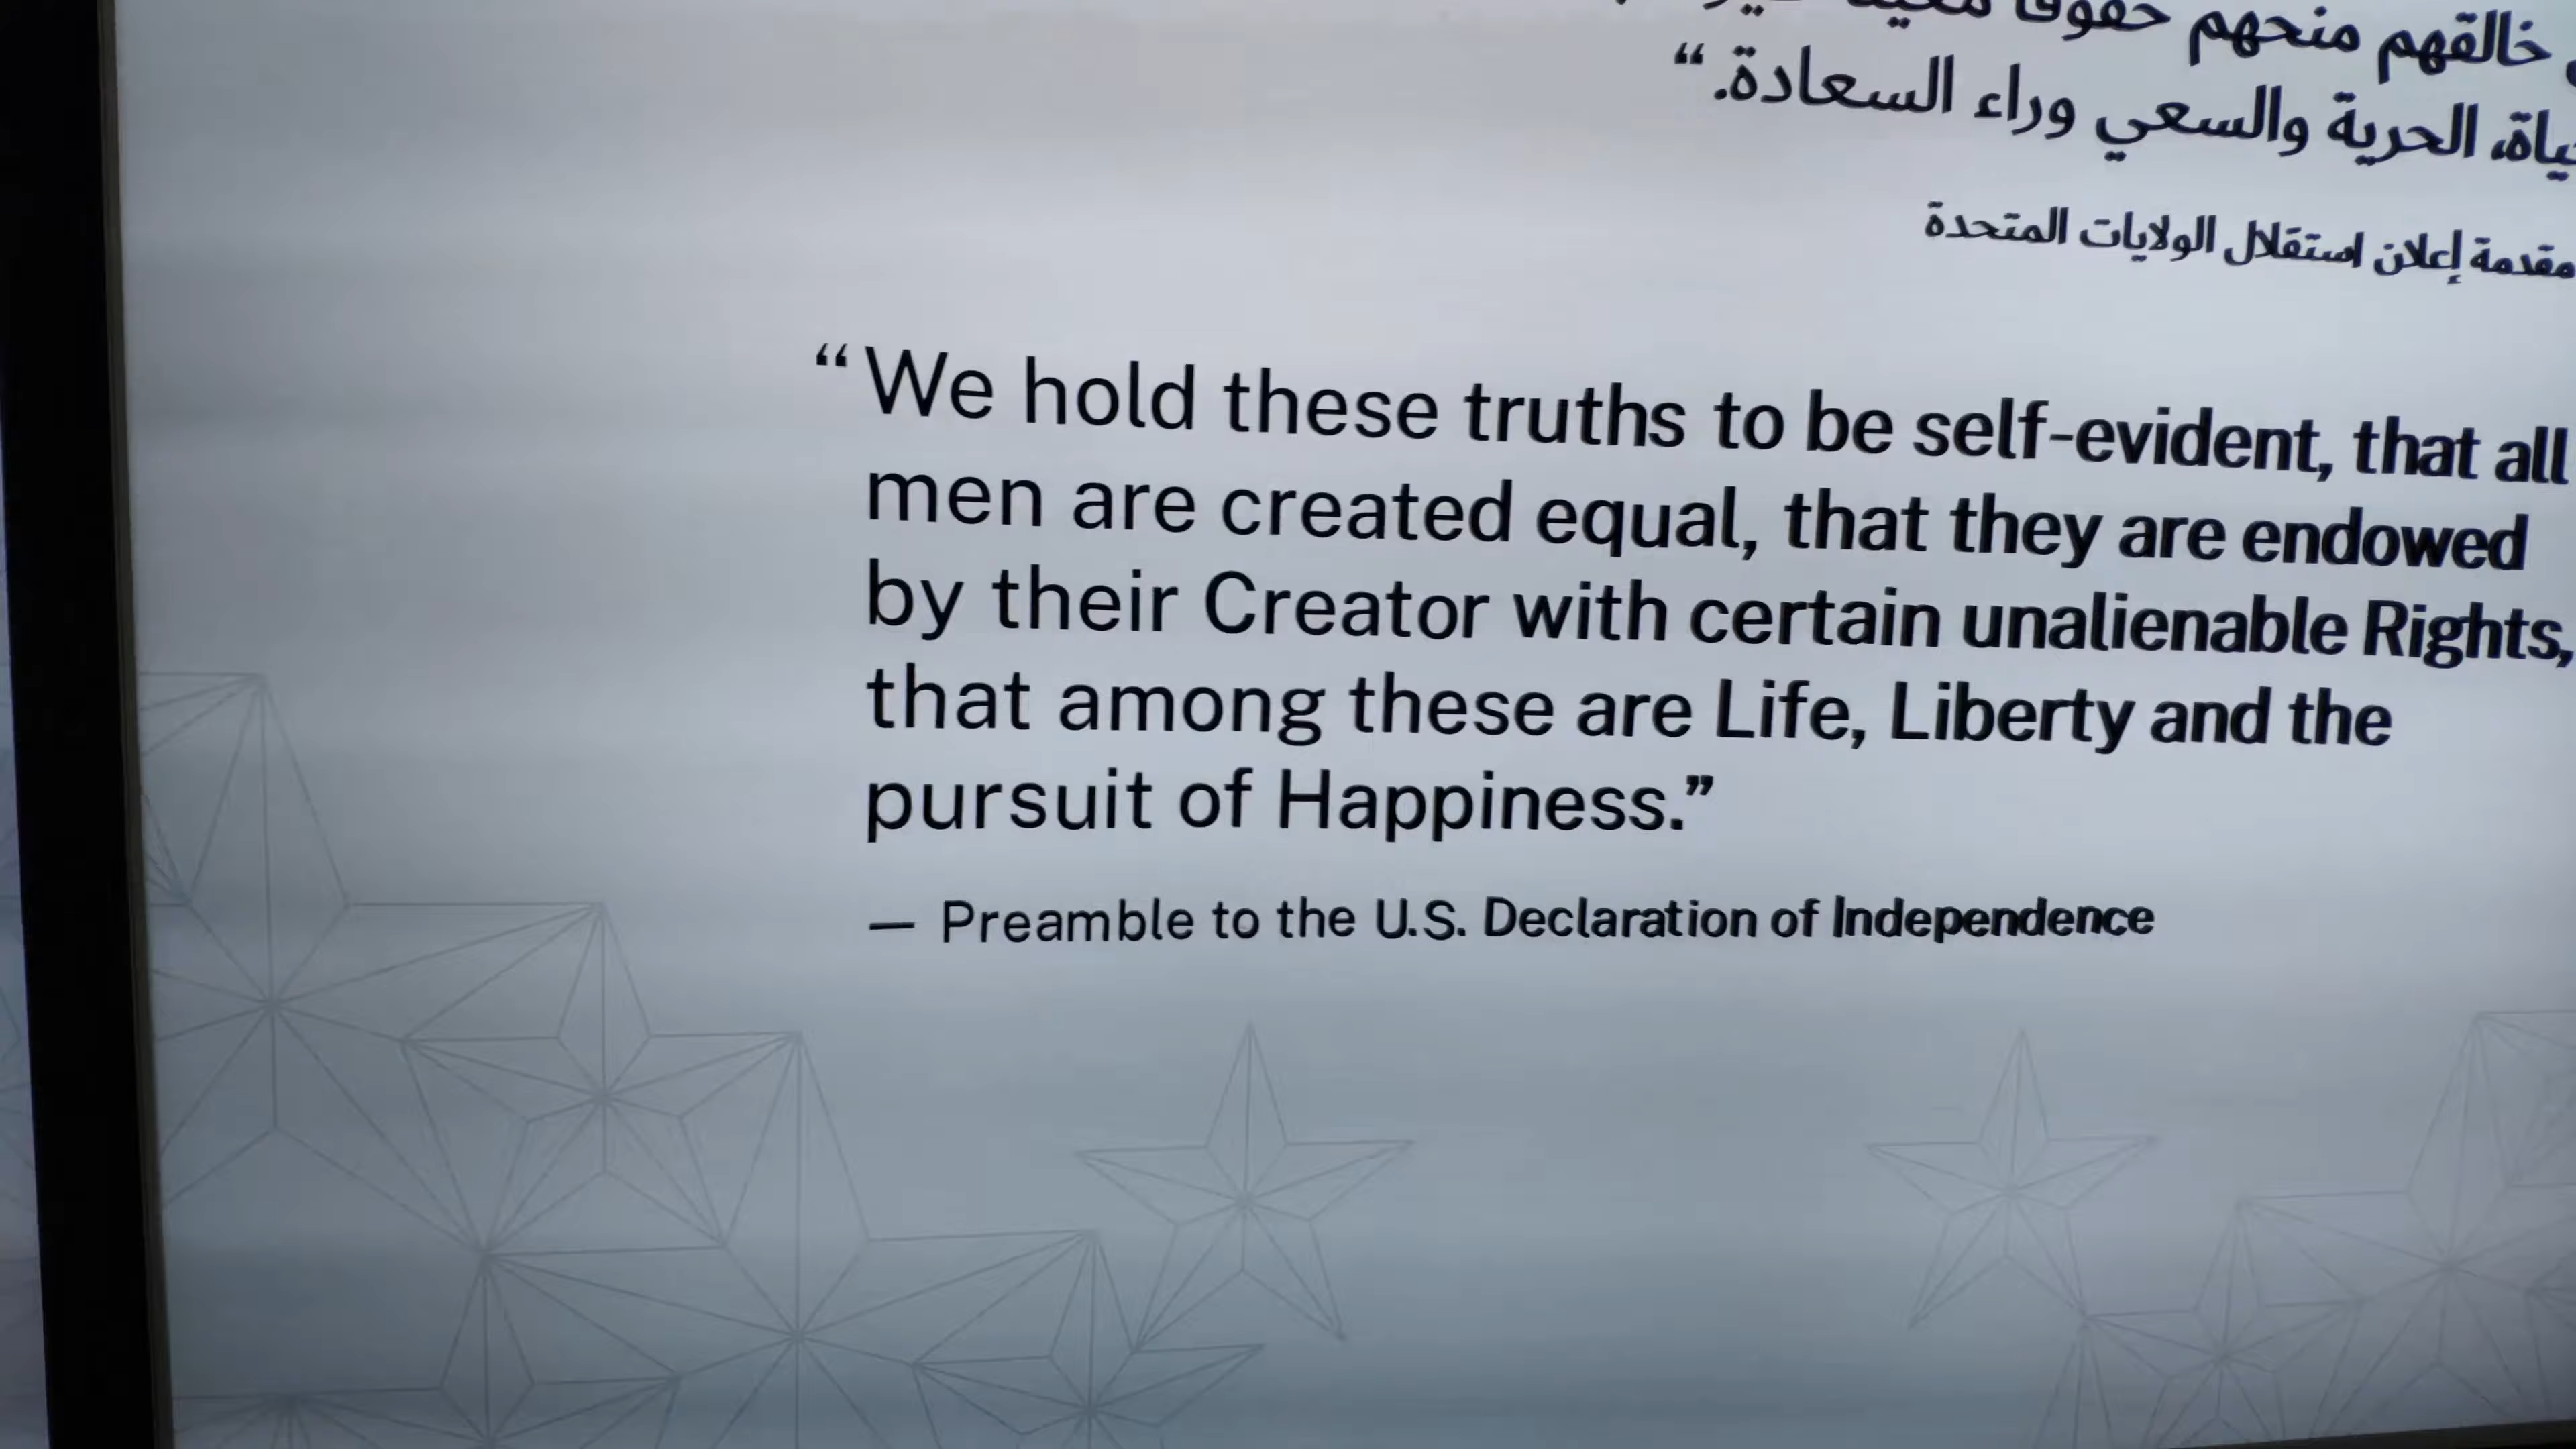 خالقهم منحهم حقوقا
الحرية والسعي وراء السعادة.“
مقدمة إعلان استقلال الولايات المتحدة
“We hold these truths to be self-evident, that all
men are created equal, that they are endowed
by their Creator with certain unalienable Rights,
that among these are Life, Liberty and the
pursuit of Happiness.”
— Preamble to the U.S. Declaration of Independence